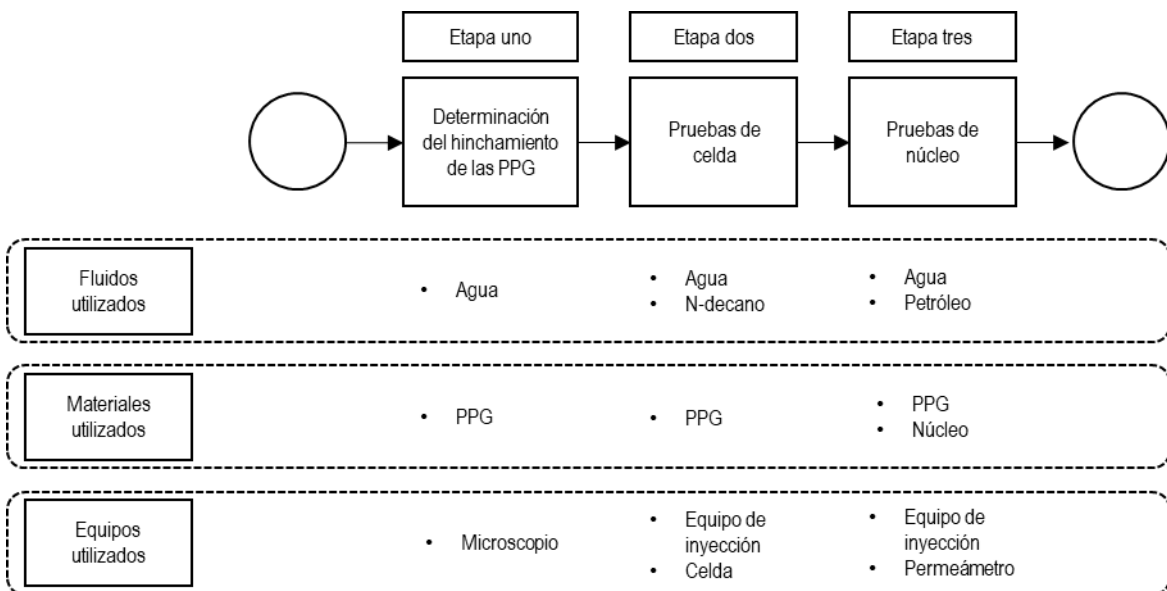 Etapa uno
Etapa dos
Etapa tres
Determinación
del hinchamiento
de las PPG
Pruebas de
celda
Pruebas de
núcleo
Fluidos
utilizados
• Agua
• Agua
• N-decano
• Agua
• Petróleo
Materiales
utilizados
• PPG
• PPG
• PPG
• Núcleo
Equipos
utilizados
• Microscopio
• Equipo de
inyección
• Celda
• Equipo de
inyección
• Permeámetro